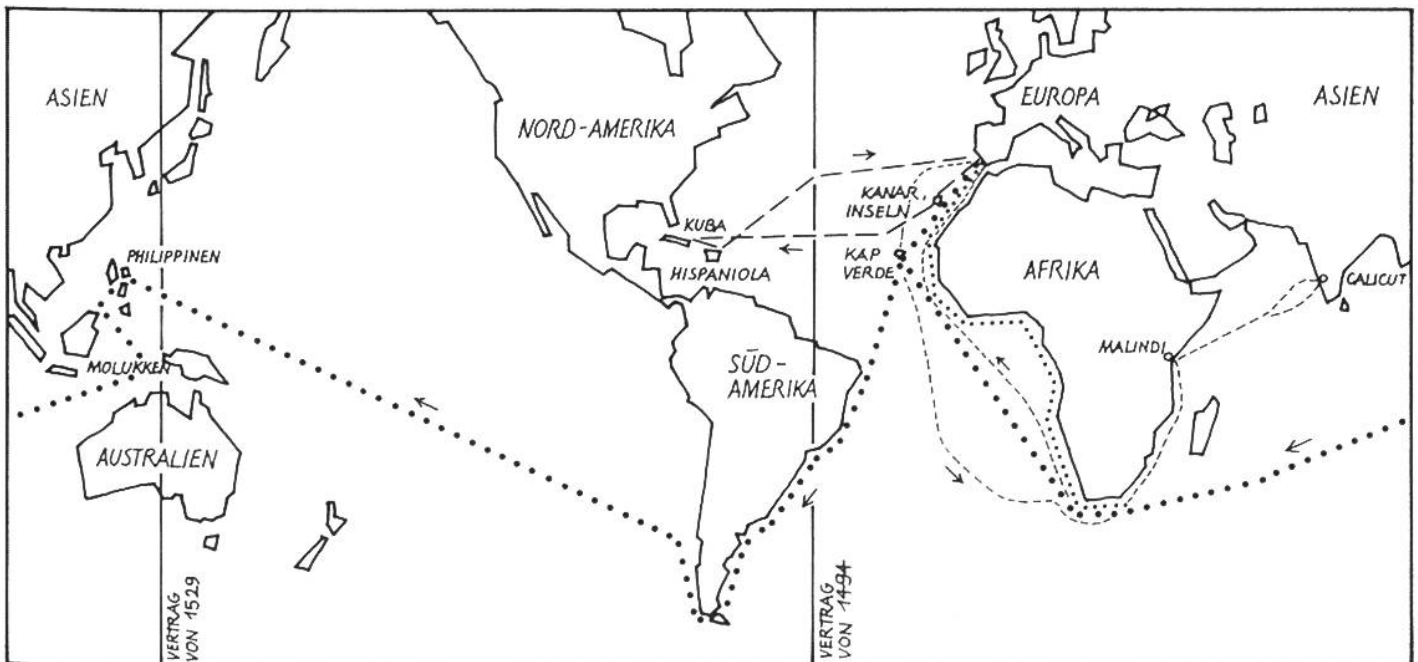 ASIEN
NORD-AMERIKA
EUROPA
ASIEN
KANAR.
INSELN
KUBA
PHILIPPINEN
HISPANIOLA
KAP
VERDE
AFRIKA
CALICUT
MALINDI
MOLUKKEN
SÜD-
AMERIKA
AUSTRALIEN
VERTRAG
VON 1529
VERTRAG
VON 1494